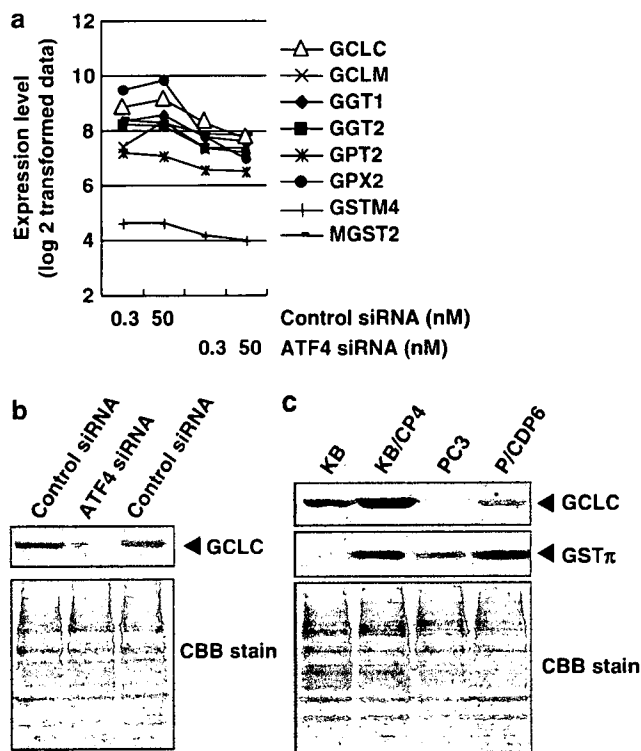 a
Expression level
(log 2 transformed data)
12
10
8
6
4
2
GCLC
GCLM
GGT1
GGT2
GPT2
GPX2
GSTM4
MGST2
0.3 50 Control siRNA (nM)
0.3 50 ATF4 siRNA (nM)
b
Control siRNA
ATF4 siRNA
Control siRNA
GCLC
CBB stain
c
KB
KB/CP4
PC3
P/CDP6
GCLC
GSTπ
CBB stain